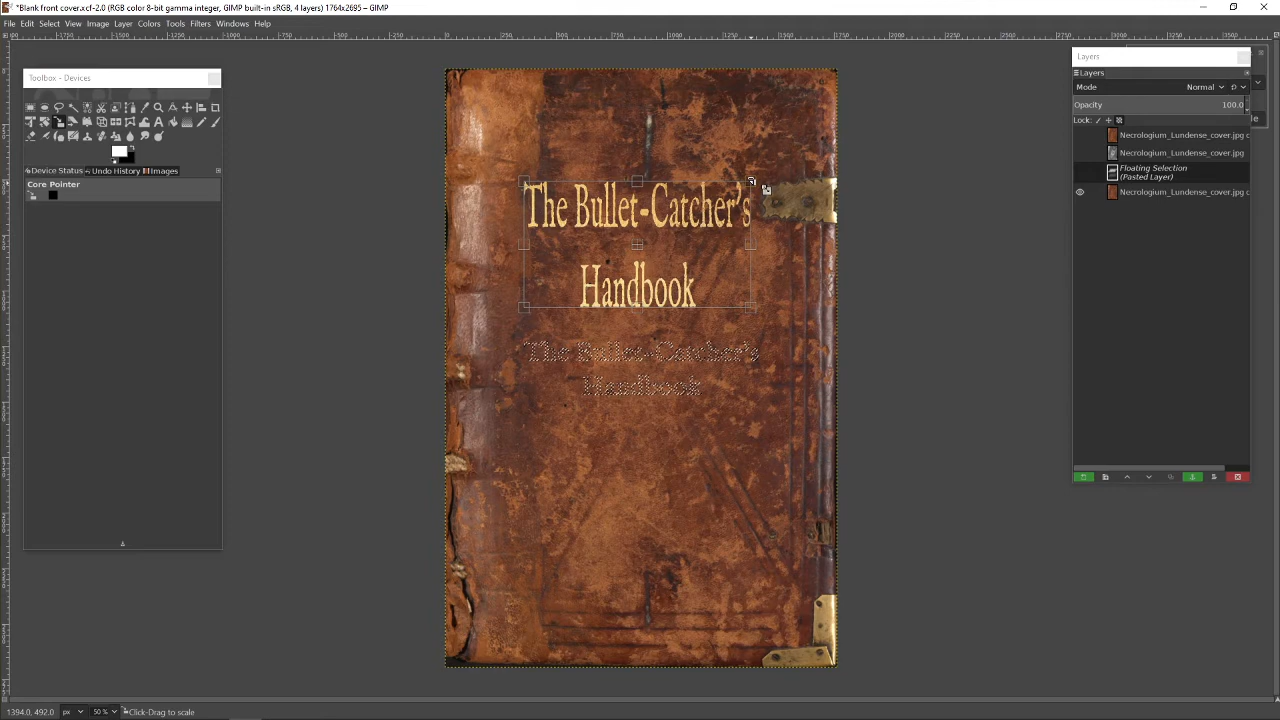 *Blank front cover.xcf-2.0 (RGB color 8-bit gamma integer, GIMP built-in sRGB, 4 layers) 1764x2695 – GIMP
File Edit Select View Image Layer Colors Tools Filters Windows Help
Toolbox - Devices
Device Status Undo History Images
Core Pointer
The Bullet-Catcher's
Handbook
The Bullet-Catcher's
Handbook
Layers
Layers
Mode Normal
Opacity 100.0
Lock:
Necrologium_Lundense_cover.jpg c
Necrologium_Lundense_cover.jpg
Floating Selection
(Pasted Layer)
Necrologium_Lundense_cover.jpg c
1394.0, 492.0 px 50 % Click-Drag to scale